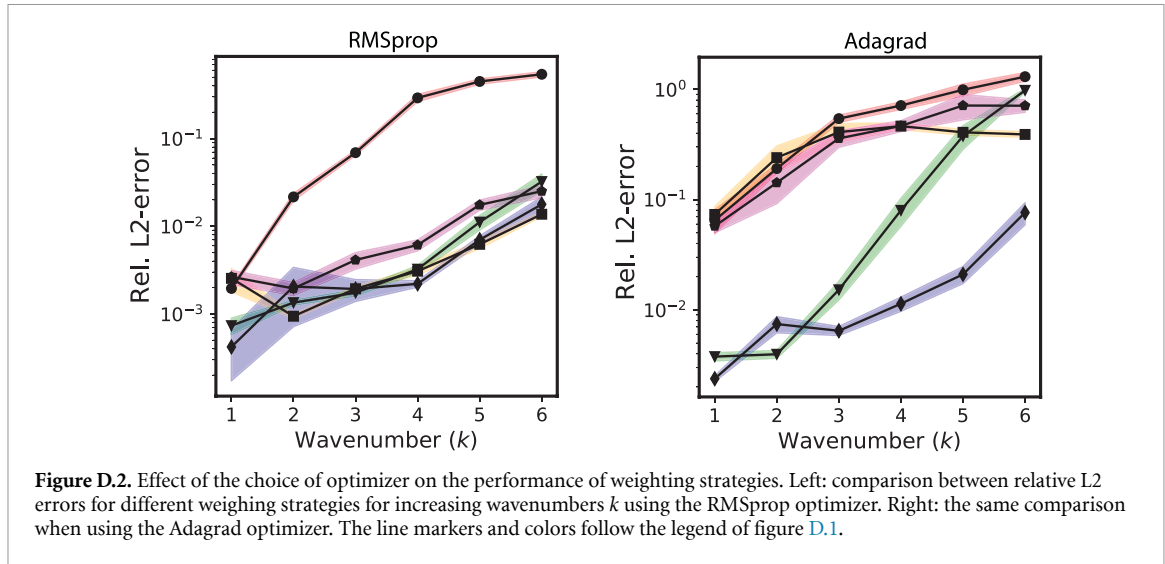 RMSprop
Adagrad
Rel. L2-error
10⁻¹
10⁻²
10⁻³
1 2 3 4 5 6
Wavenumber (k)
Rel. L2-error
10⁰
10⁻¹
10⁻²
1 2 3 4 5 6
Wavenumber (k)
Figure D.2. Effect of the choice of optimizer on the performance of weighting strategies. Left: comparison between relative L2
errors for different weighing strategies for increasing wavenumbers k using the RMSprop optimizer. Right: the same comparison
when using the Adagrad optimizer. The line markers and colors follow the legend of figure D.1.